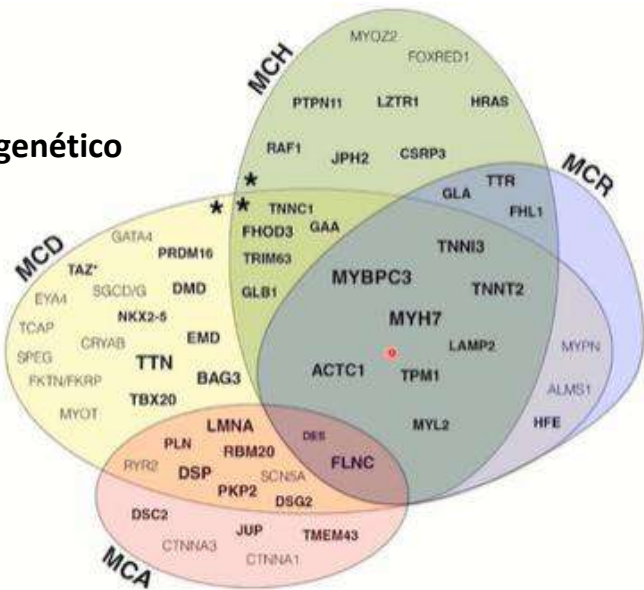 genético
MCH
MYOZ2
FOXRED1
PTPN11 LZTR1 HRAS
RAF1 JPH2 CSRP3
MCR
TTR
GLA
FHL1
* * *
TNNC1
FHOD3 GAA
TRIM63
GLB1
TNNI3
MYBPC3
TNNT2
MYH7
LAMP2
ACTC1
TPM1
MYL2
MYPN
ALMS1
HFE
MCD
GATA4
PRDM16
TAZ*
EYA4 SGCD/G DMD
TCAP NKX2-5
CRYAB EMD
SPEG TTN
FKTN/FKRP BAG3
TBX20
MYOT
LMNA
PLN DES
RBM20
RYR2 FLNC
DSP SCN5A
PKP2
DSG2
DSC2
JUP TMEM43
CTNNA3
CTNNA1
MCA